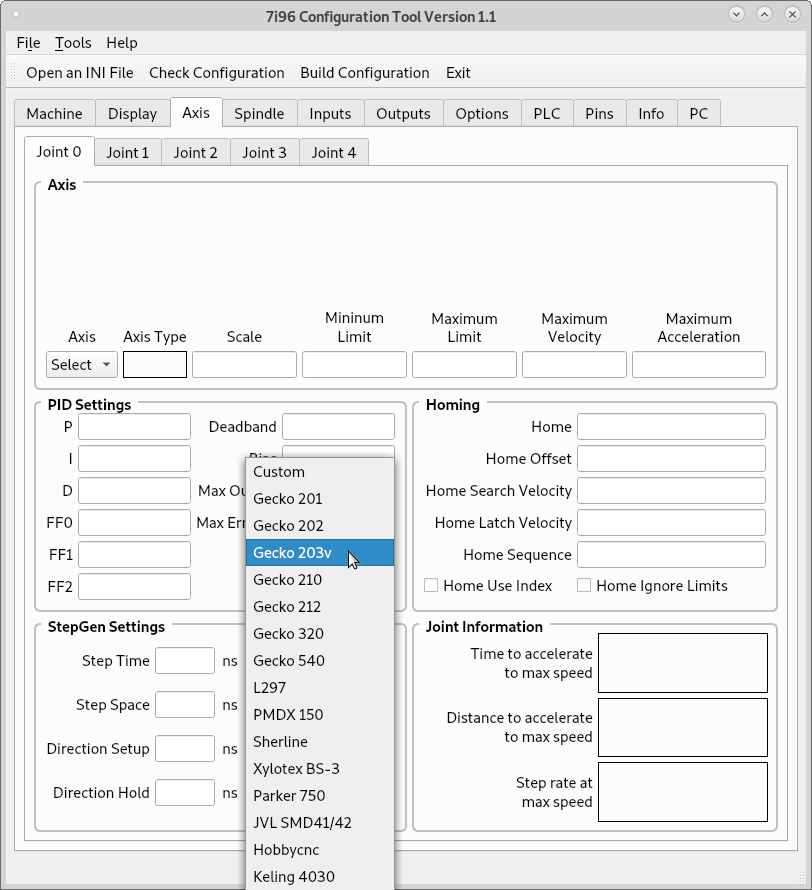 7i96 Configuration Tool Version 1.1
File Tools Help
Open an INI File Check Configuration Build Configuration Exit
Machine Display Axis Spindle Inputs Outputs Options PLC Pins Info PC
Joint 0 Joint 1 Joint 2 Joint 3 Joint 4
Axis
Axis Axis Type Scale Mininum Limit Maximum Limit Maximum Velocity Maximum Acceleration
Select
PID Settings
P Deadband
I
D Max
FF0 Max
FF1
FF2
Homing
Home
Home Offset
Home Search Velocity
Home Latch Velocity
Home Sequence
Home Use Index Home Ignore Limits
Custom
Gecko 201
Gecko 202
Gecko 203v
Gecko 210
Gecko 212
Gecko 320
Gecko 540
L297
PMDX 150
Sherline
Xylotex BS-3
Parker 750
JVL SMD41/42
Hobbycnc
Keling 4030
StepGen Settings
Step Time ns
Step Space ns
Direction Setup ns
Direction Hold ns
Joint Information
Time to accelerate
to max speed
Distance to accelerate
to max speed
Step rate at
max speed